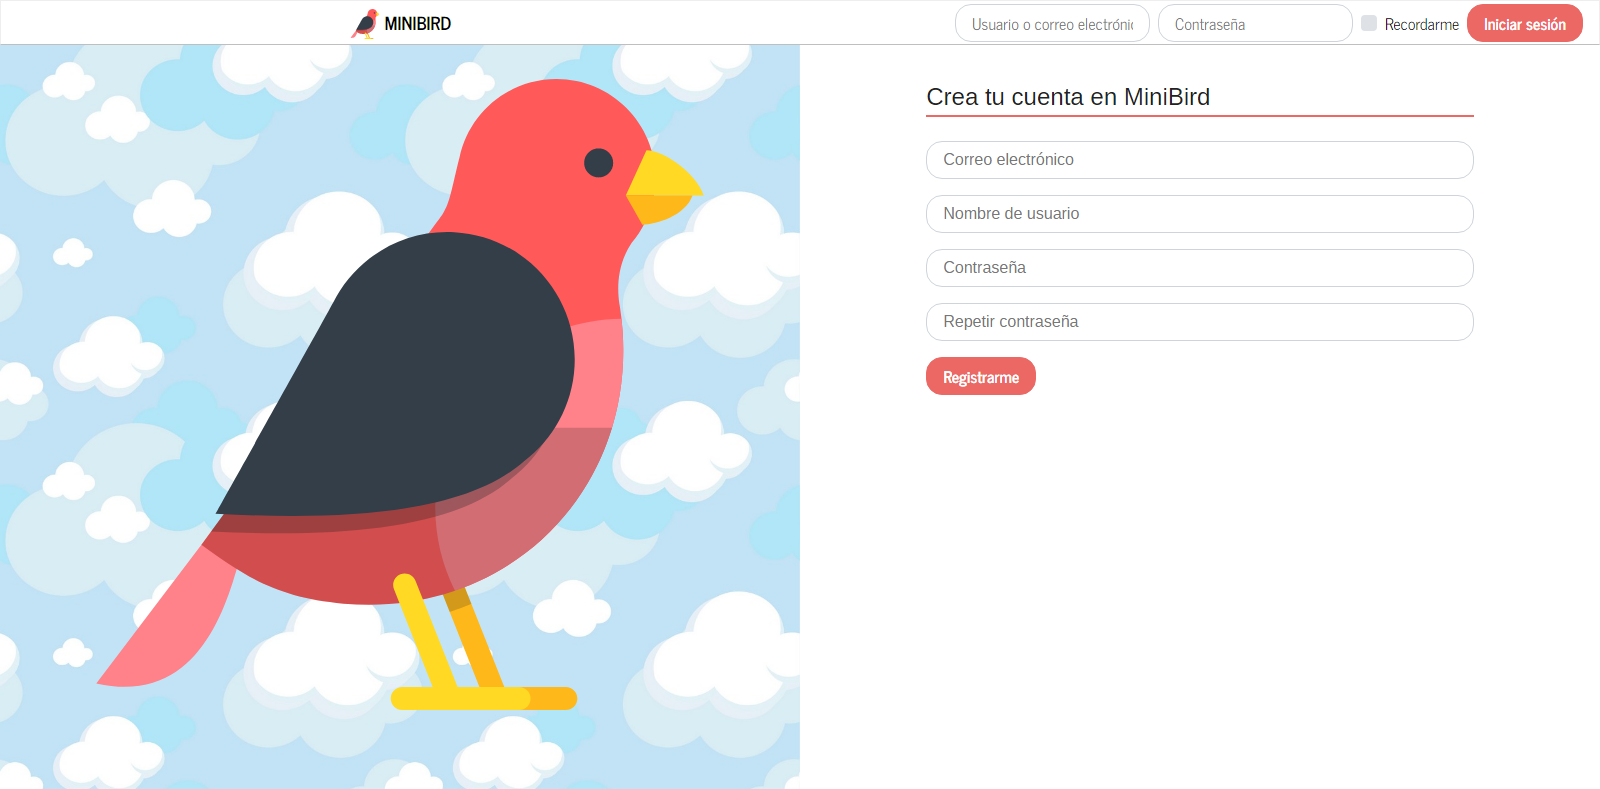 MINIBIRD
Usuario o correo electrónic
Contraseña
Recordarme
Iniciar sesión
Crea tu cuenta en MiniBird
Correo electrónico
Nombre de usuario
Contraseña
Repetir contraseña
Registrarme